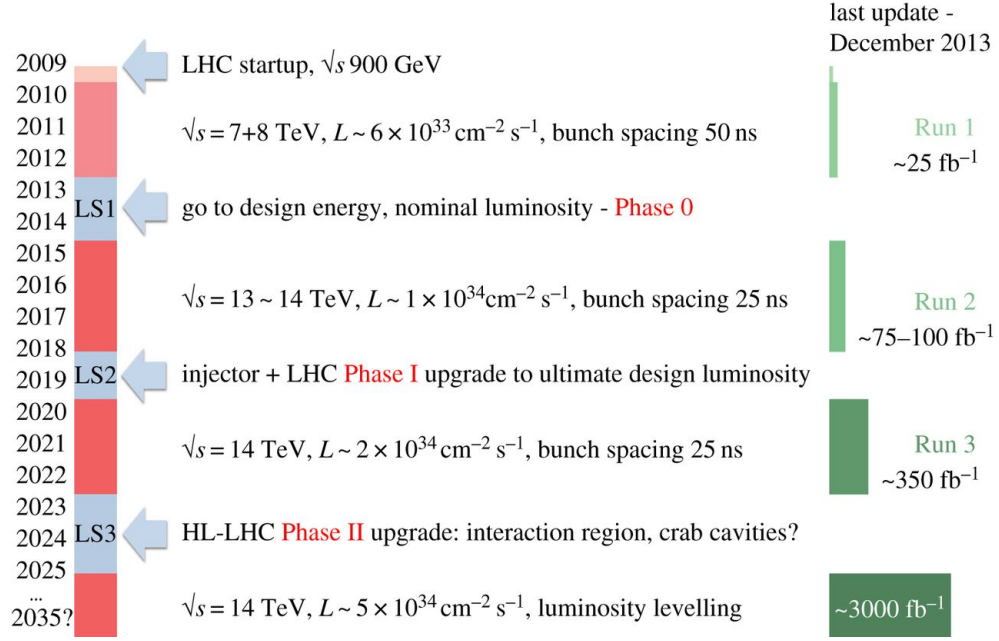 last update -
December 2013
2009
LHC startup, √s 900 GeV
2010
2011
2012
√s = 7+8 TeV, L ~ 6 × 10³³ cm⁻² s⁻¹, bunch spacing 50 ns
Run 1
~25 fb⁻¹
2013
2014
LS1
go to design energy, nominal luminosity - Phase 0
2015
2016
2017
2018
√s = 13 ~ 14 TeV, L ~ 1 × 10³⁴cm⁻² s⁻¹, bunch spacing 25 ns
Run 2
~75–100 fb⁻¹
2019
LS2
injector + LHC Phase I upgrade to ultimate design luminosity
2020
2021
2022
√s = 14 TeV, L ~ 2 × 10³⁴ cm⁻² s⁻¹, bunch spacing 25 ns
Run 3
~350 fb⁻¹
2023
2024
LS3
HL-LHC Phase II upgrade: interaction region, crab cavities?
2025
...
2035?
√s = 14 TeV, L ~ 5 × 10³⁴ cm⁻² s⁻¹, luminosity levelling
~3000 fb⁻¹